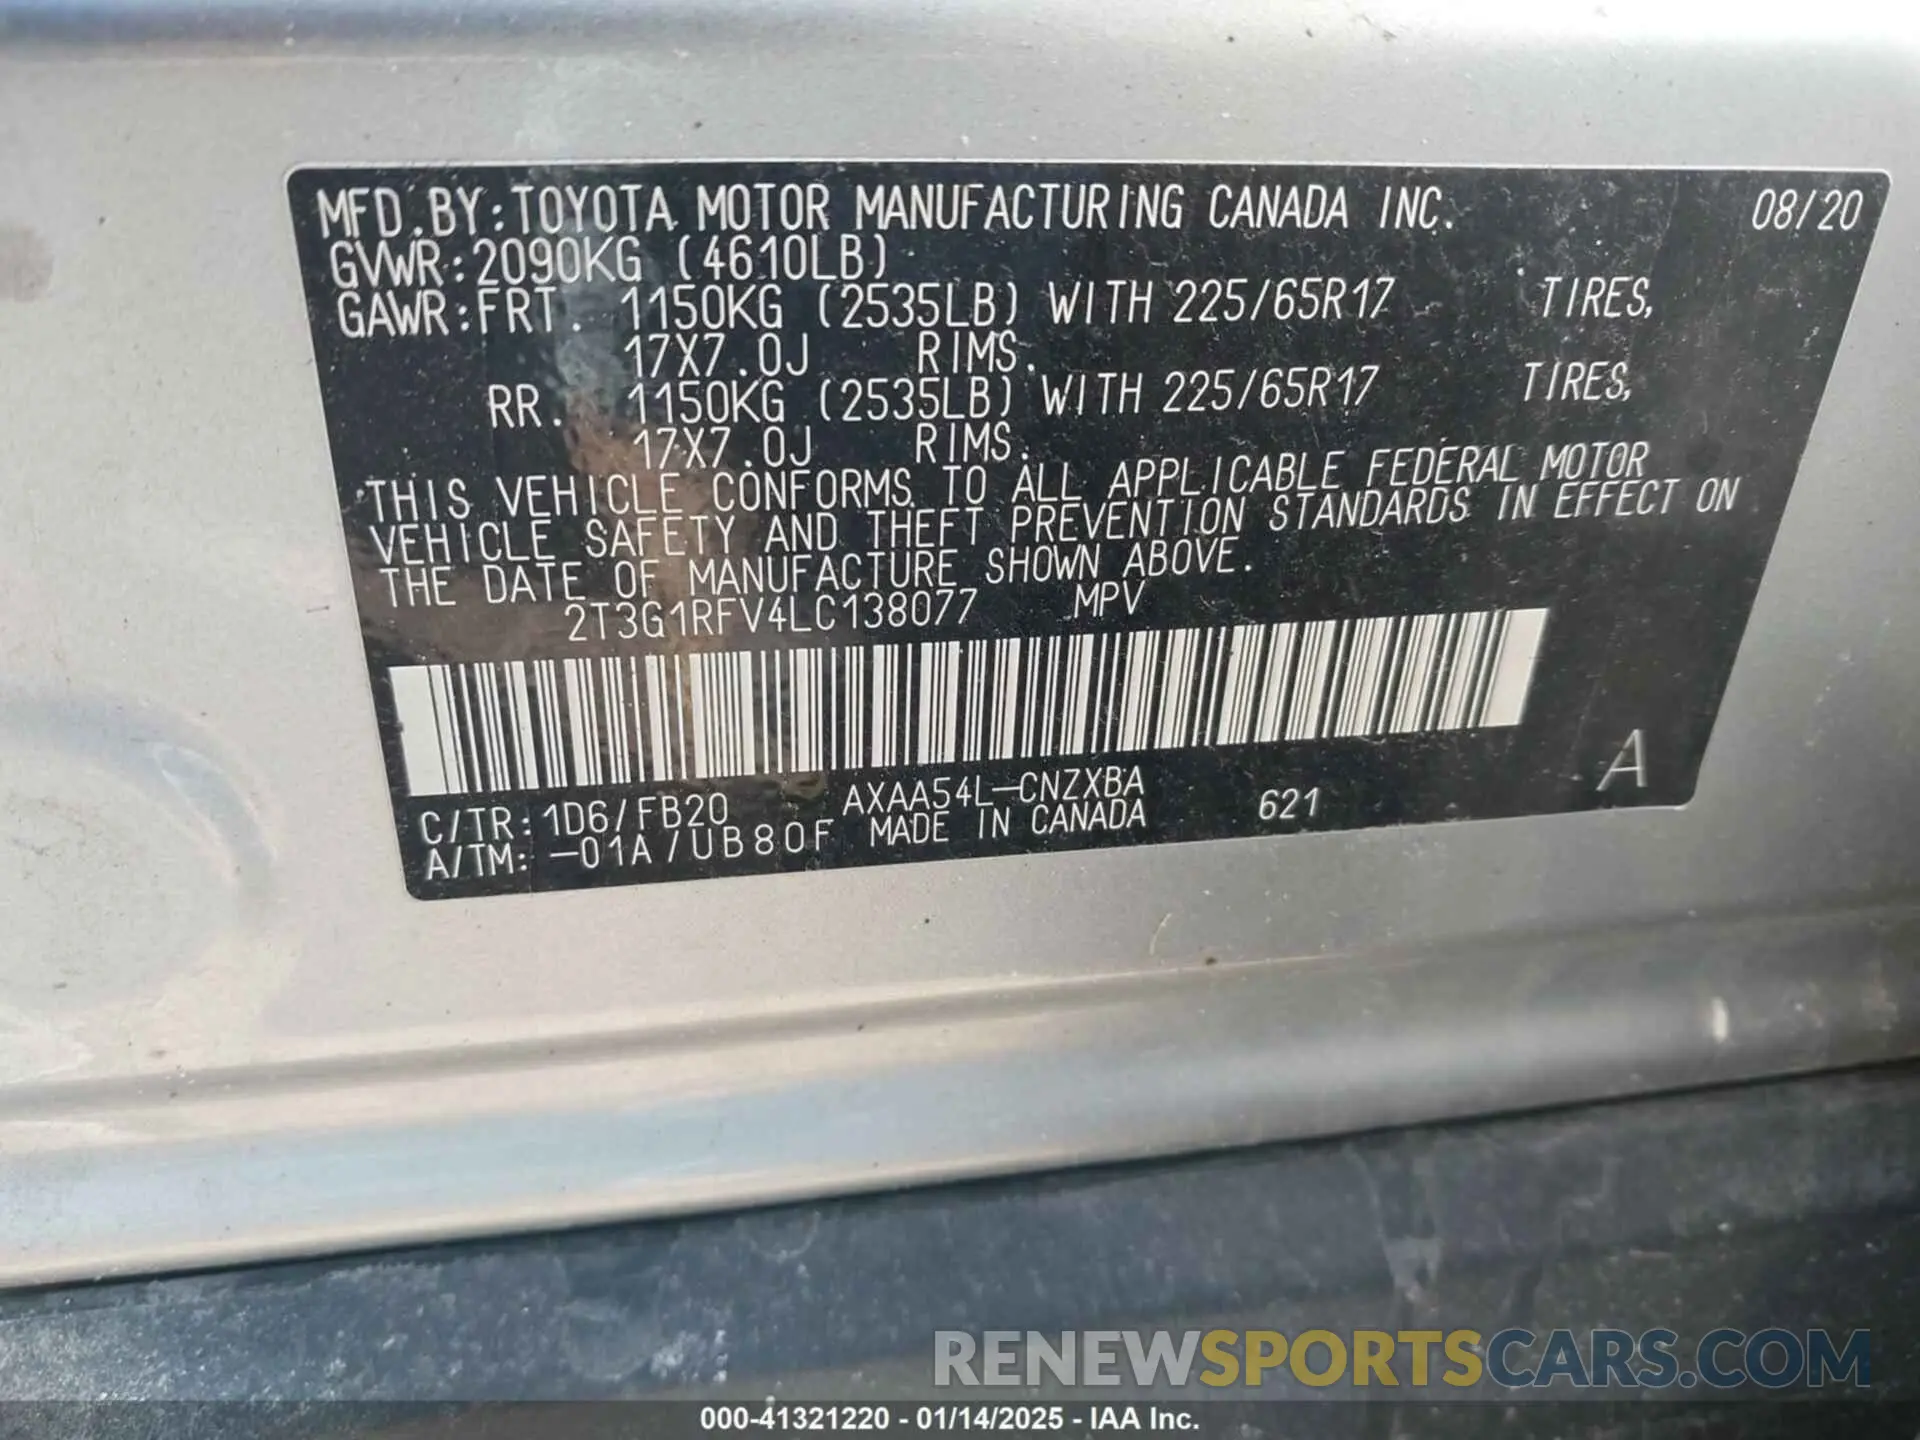 MFD.BY:TOYOTA MOTOR MANUFACTURING CANADA INC. 08/20
GVWR:2090KG (4610LB)
GAWR:FRT. 1150KG (2535LB) WITH 225/65R17 TIRES,
17X7.0J RIMS.
RR. 1150KG (2535LB) WITH 225/65R17 TIRES,
17X7.0J RIMS.
THIS VEHICLE CONFORMS TO ALL APPLICABLE FEDERAL MOTOR
VEHICLE SAFETY AND THEFT PREVENTION STANDARDS IN EFFECT ON
THE DATE OF MANUFACTURE SHOWN ABOVE.
2T3G1RFV4LC138077 MPV
C/TR:1D6/FB20 AXAA54L-CNZXBA A
A/TM:-01A/UB80F MADE IN CANADA 621
RENEWSPORTSCARS.COM
000-41321220 - 01/14/2025 - IAA Inc.